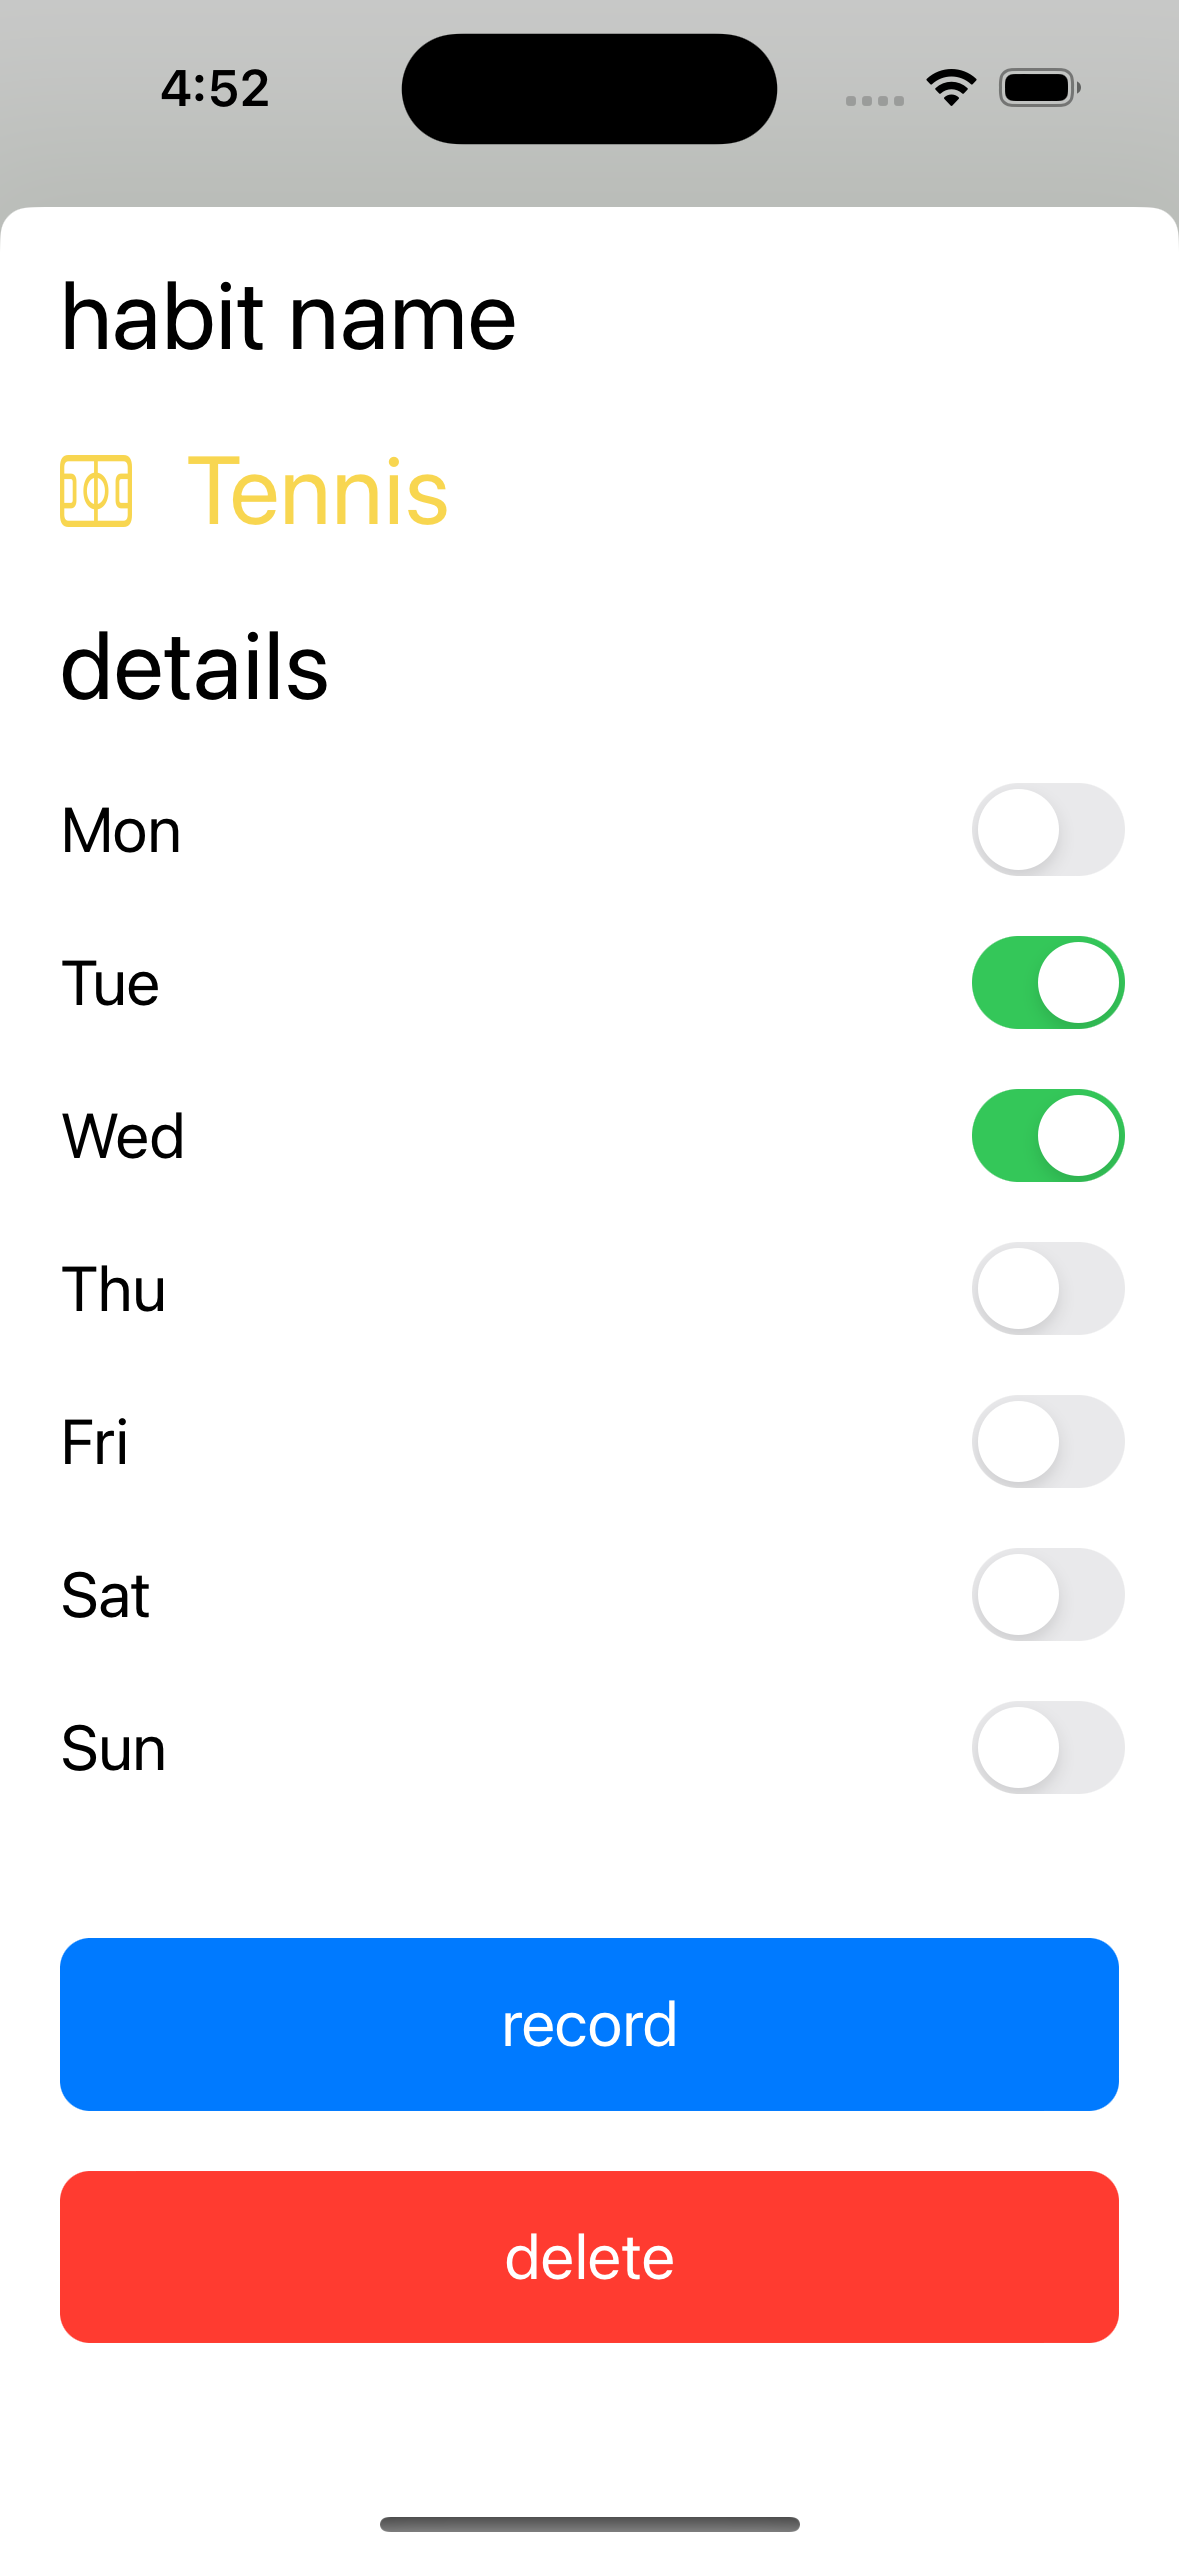 4:52
habit name
Tennis
details
Mon
Tue
Wed
Thu
Fri
Sat
Sun
record
delete